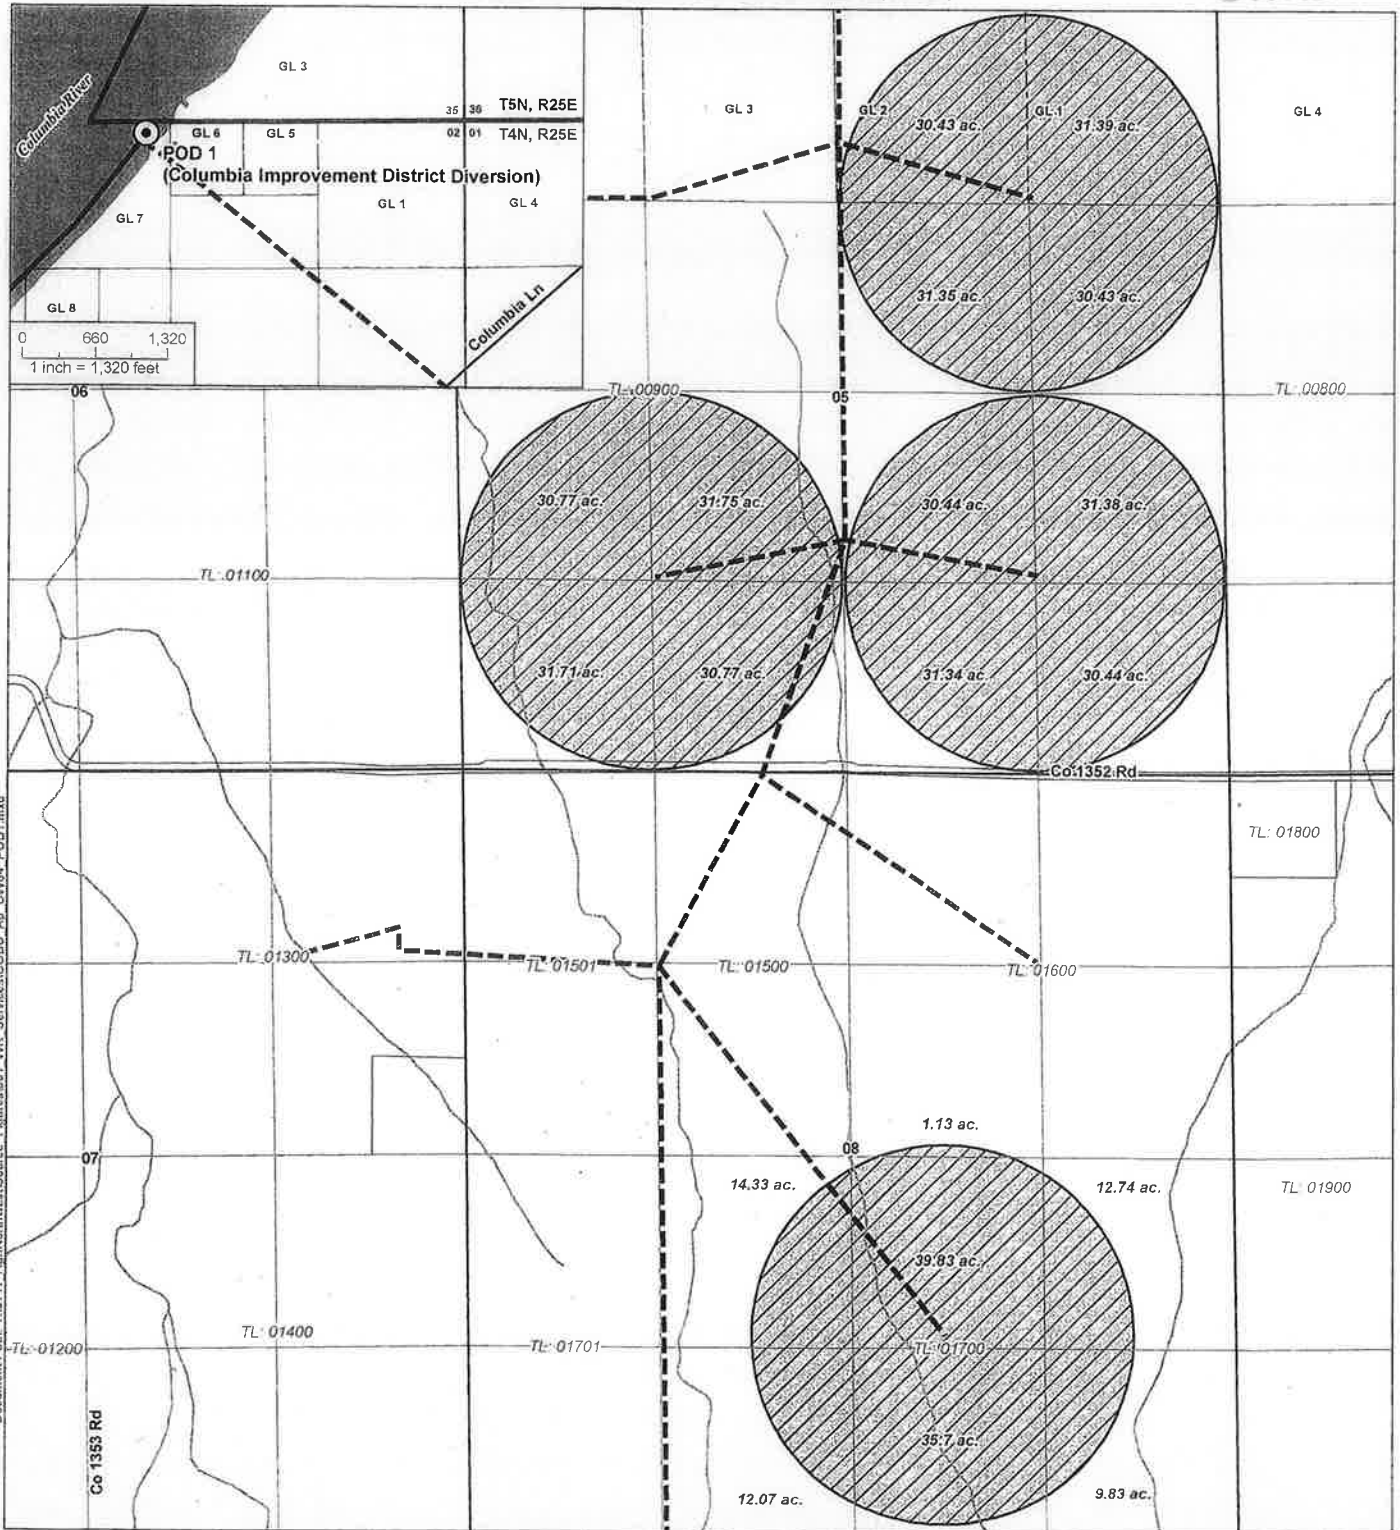 Columbia River
GL 3
35 36
T5N, R25E
GL 6
GL 5
02 01
T4N, R25E
POD 1
(Columbia Improvement District Diversion)
GL 7
GL 1
GL 4
GL 8
Columbia Ln
0 660 1,320
1 inch = 1,320 feet
GL 3
GL 2
GL 1
GL 4
30.43 ac.
31.39 ac.
31.35 ac.
30.43 ac.
06
TL: 00900
05
TL: 00800
30.77 ac.
31.75 ac.
30.44 ac.
31.38 ac.
TL: 01100
31.71 ac.
30.77 ac.
31.34 ac.
30.44 ac.
Co 1352 Rd
TL: 01800
TL: 01300
TL: 01501
TL: 01500
TL: 01600
1.13 ac.
07
08
14.33 ac.
12.74 ac.
TL: 01900
39.83 ac.
TL: 01200
TL: 01400
TL: 01701
TL: 01700
Co 1353 Rd
35.7 ac.
12.07 ac.
9.83 ac.